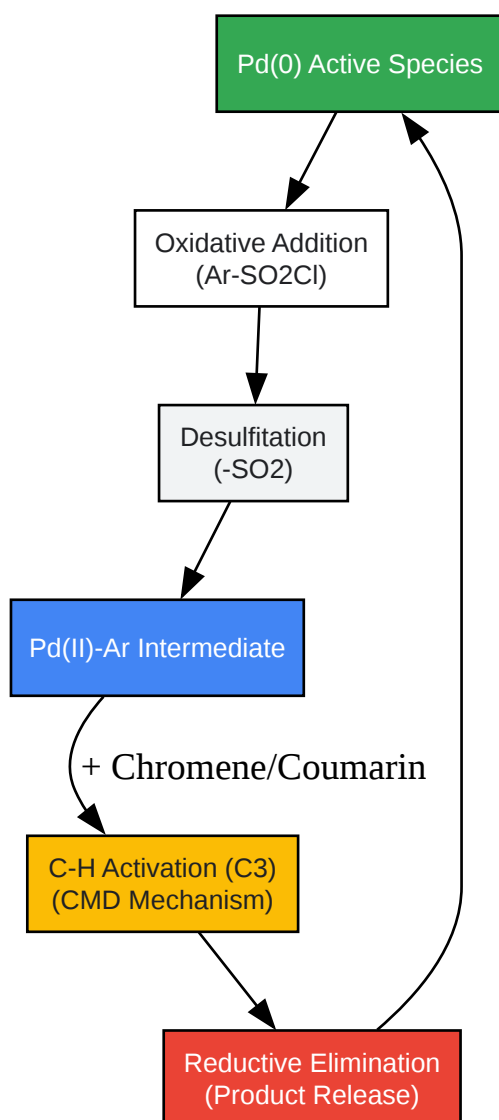 Pd(0) Active Species
Oxidative Addition
(Ar-SO2Cl)
Desulfitation
(-SO2)
Pd(II)-Ar Intermediate
+ Chromene/Coumarin
C-H Activation (C3)
(CMD Mechanism)
Reductive Elimination
(Product Release)